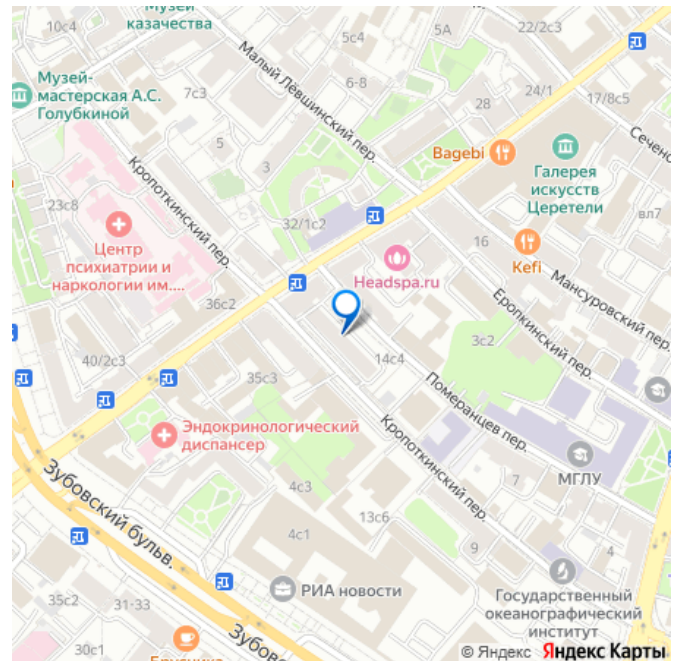 Музей
казачества
10с4
5с4
5А
22/2с3
Музей-
мастерская А.С.
Голубкиной
7с3
6-8
Малый Лёвшинский пер.
28
24/1
17/8с5
5
3
Bagebi
Галерея
искусств
Церетели
Кропоткинский пер.
23с8
Центр
психиатрии и
наркологии им....
32/1с2
16
вл7
Kefi
Мансуровский пер.
Headspa.ru
36с2
Еропкинский пер.
3с2
40/2с3
14с4
35с3
Померанцев пер.
Эндокринологический
диспансер
Кропоткинский пер.
МГЛУ
Зубовский бульв.
4с3
7
13с6
4с1
9
РИА новости
Государственный
океанографический
институт
35с2
31-33
30с1
© Яндекс Яндекс Карты